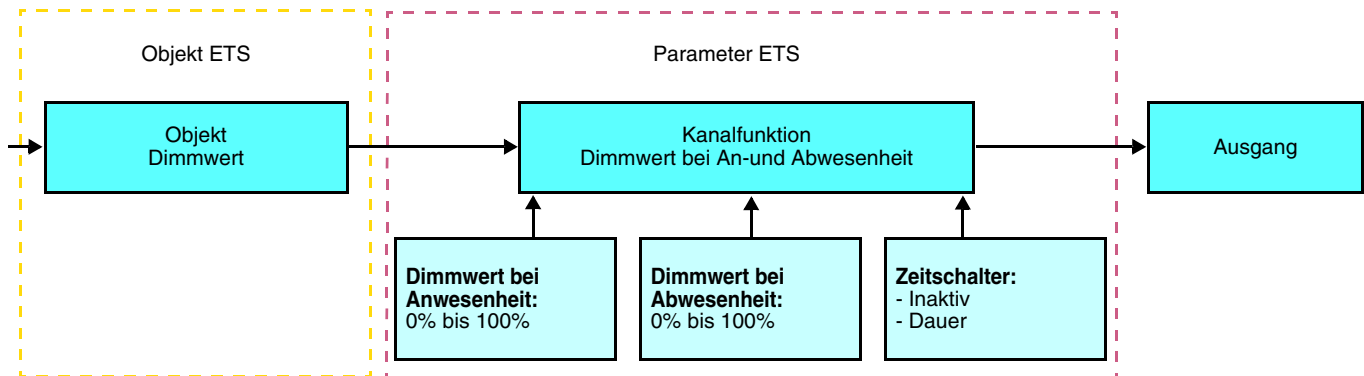 Objekt ETS
Parameter ETS
Objekt
Dimmwert
Kanalfunktion
Dimmwert bei An-und Abwesenheit
Ausgang
Dimmwert bei
Anwesenheit:
0% bis 100%
Dimmwert bei
Abwesenheit:
0% bis 100%
Zeitschalter:
- Inaktiv
- Dauer